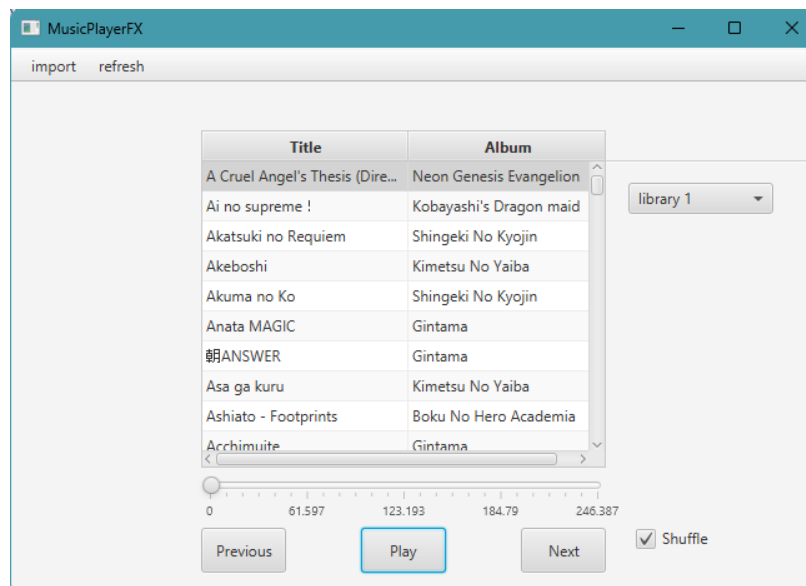 MusicPlayerFX
import refresh
Title Album
A Cruel Angel's Thesis (Dire... Neon Genesis Evangelion
library 1
Ai no supreme ! Kobayashi's Dragon maid
Akatsuki no Requiem Shingeki No Kyojin
Akeboshi Kimetsu No Yaiba
Akuma no Ko Shingeki No Kyojin
Anata MAGIC Gintama
朝ANSWER Gintama
Asa ga kuru Kimetsu No Yaiba
Ashiato - Footprints Boku No Hero Academia
Acchimuite Gintama
0 61.597 123.193 184.79 246.387
Previous Play Next Shuffle